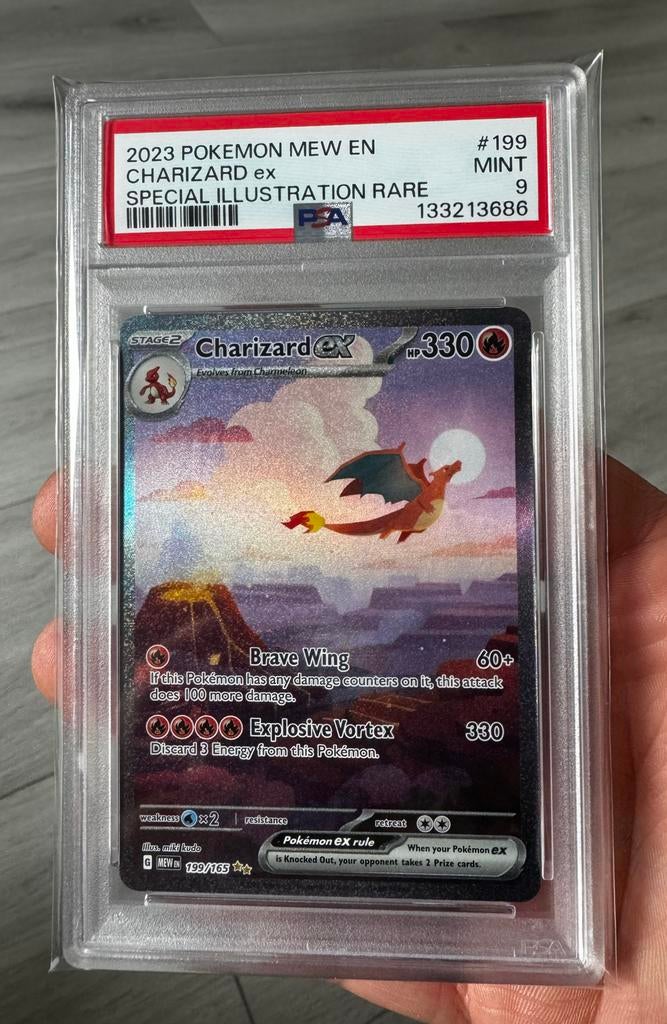 2023 POKEMON MEW EN #199
CHARIZARD ex MINT
SPECIAL ILLUSTRATION RARE 9
PSA 133213686
STAGE2 Charizard ex HP 330
Evolves from Charmeleon
Brave Wing 60+
If this Pokémon has any damage counters on it, this attack
does 100 more damage.
Explosive Vortex 330
Discard 3 Energy from this Pokémon.
weakness ×2 resistance retreat
Illus. miki kudo
Pokémon ex rule
When your Pokémon ex
is Knocked Out, your opponent takes 2 Prize cards.
G MEW EN 199/165
PSA